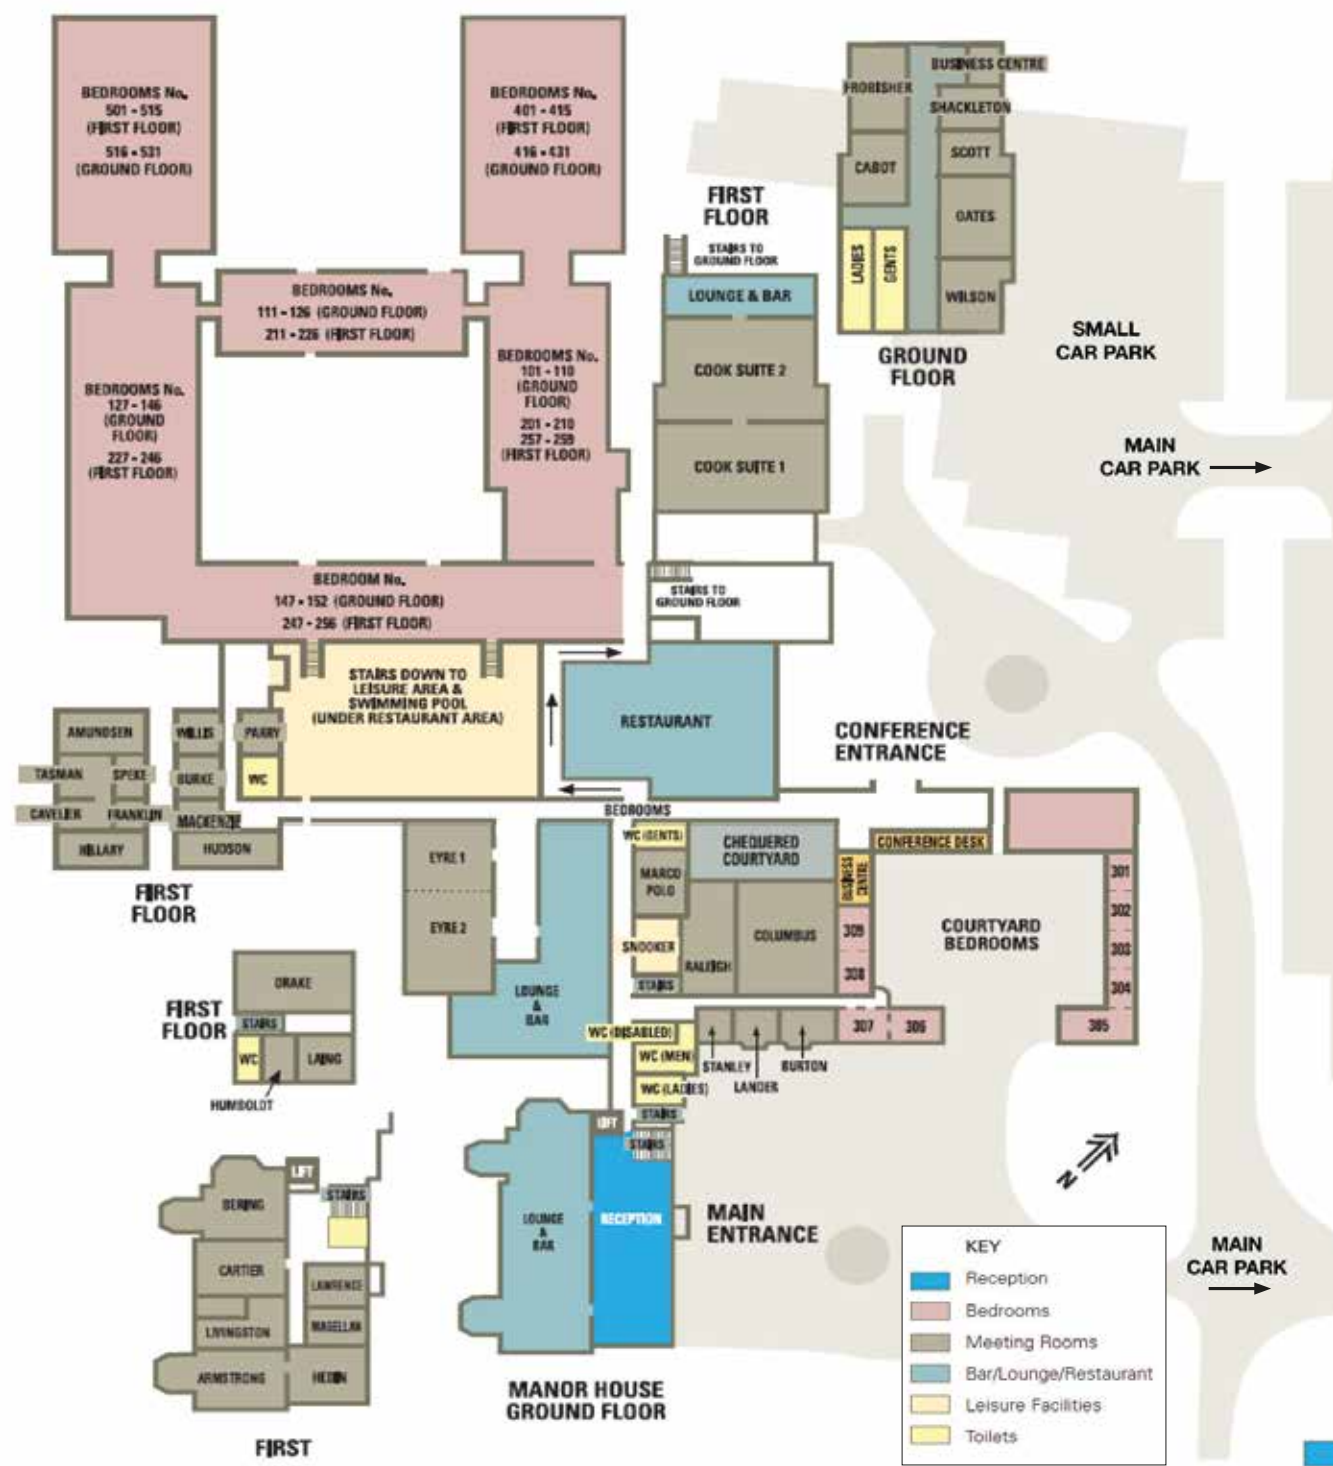 BEDROOMS No.
501 - 515
(FIRST FLOOR)
516 - 531
(GROUND FLOOR)
BEDROOMS No.
401 - 415
(FIRST FLOOR)
416 - 431
(GROUND FLOOR)
BEDROOMS No.
111 - 126 (GROUND FLOOR)
211 - 226 (FIRST FLOOR)
BEDROOMS No.
127 - 146
(GROUND
FLOOR)
227 - 246
(FIRST FLOOR)
BEDROOMS No.
101 - 110
(GROUND
FLOOR)
201 - 210
257 - 259
(FIRST FLOOR)
BEDROOM No.
147 - 152 (GROUND FLOOR)
247 - 256 (FIRST FLOOR)
FIRST
FLOOR
STAIRS TO
GROUND FLOOR
LOUNGE & BAR
COOK SUITE 2
COOK SUITE 1
STAIRS TO
GROUND FLOOR
FROBISHER
BUSINESS CENTRE
SHACKLETON
CABOT
SCOTT
OATES
LADIES
GENTS
WILSON
GROUND
FLOOR
SMALL
CAR PARK
MAIN
CAR PARK
STAIRS DOWN TO
LEISURE AREA &
SWIMMING POOL
(UNDER RESTAURANT AREA)
RESTAURANT
CONFERENCE
ENTRANCE
AMUNDSEN
WILLIS
PARRY
TASMAN
SPEKE
BURKE
WC
CAVELIER
FRANKLIN
MACKENZIE
HILLARY
HUDSON
FIRST
FLOOR
BEDROOMS
EYRE 1
EYRE 2
LOUNGE
&
BAR
WC (GENTS)
MARCO
POLO
SNOOKER
STAIRS
CHEQUERED
COURTYARD
RALEIGH
COLUMBUS
BUSINESS
CENTRE
CONFERENCE DESK
309
308
307
306
COURTYARD
BEDROOMS
301
302
303
304
305
WC (DISABLED)
WC (MEN)
WC (LADIES)
STAIRS
STANLEY
LANDER
BURTON
DRAKE
FIRST
FLOOR
STAIRS
WC
LAING
HUMBOLDT
LIFT
STAIRS
LOUNGE
&
BAR
RECEPTION
MAIN
ENTRANCE
MANOR HOUSE
GROUND FLOOR
BERING
LIFT
STAIRS
CARTIER
LAWRENCE
LIVINGSTON
MAGELLAN
ARMSTRONG
HEDIN
FIRST
N
MAIN
CAR PARK
KEY
Reception
Bedrooms
Meeting Rooms
Bar/Lounge/Restaurant
Leisure Facilities
Toilets